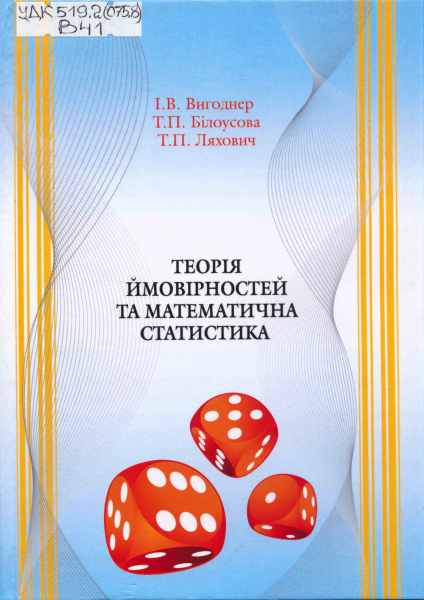 УДК 519.2(075.8)
В41
І.В. Вигоднер
Т.П. Білоусова
Т.П. Ляхович
ТЕОРІЯ
ЙМОВІРНОСТЕЙ
ТА МАТЕМАТИЧНА
СТАТИСТИКА